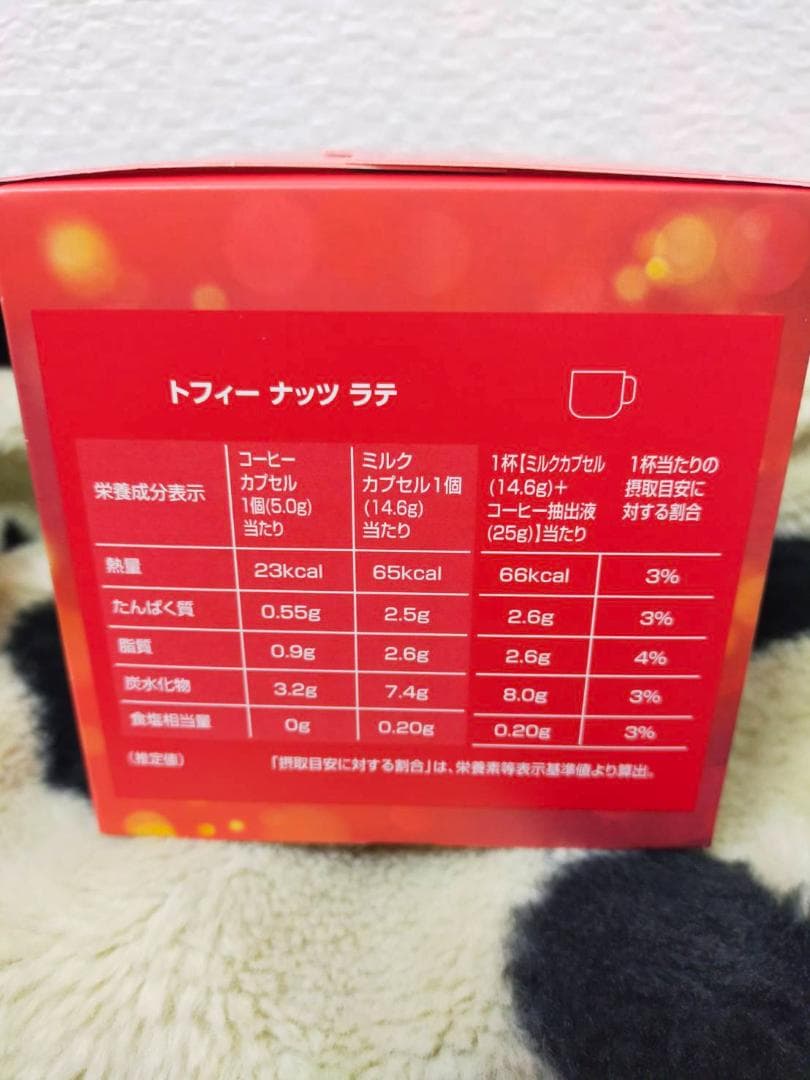 トフィー ナッツ ラテ
栄養成分表示
コーヒー
カプセル
1個(5.0g)
当たり
ミルク
カプセル1個
(14.6g)
当たり
1杯【ミルクカプセル
(14.6g)+
コーヒー抽出液
(25g)】当たり
1杯当たりの
摂取目安に
対する割合
熱量 23kcal 65kcal 66kcal 3%
たんぱく質 0.55g 2.5g 2.6g 3%
脂質 0.9g 2.6g 2.6g 4%
炭水化物 3.2g 7.4g 8.0g 3%
食塩相当量 0g 0.20g 0.20g 3%
(推定値) 「摂取目安に対する割合」は、栄養素等表示基準値より算出。